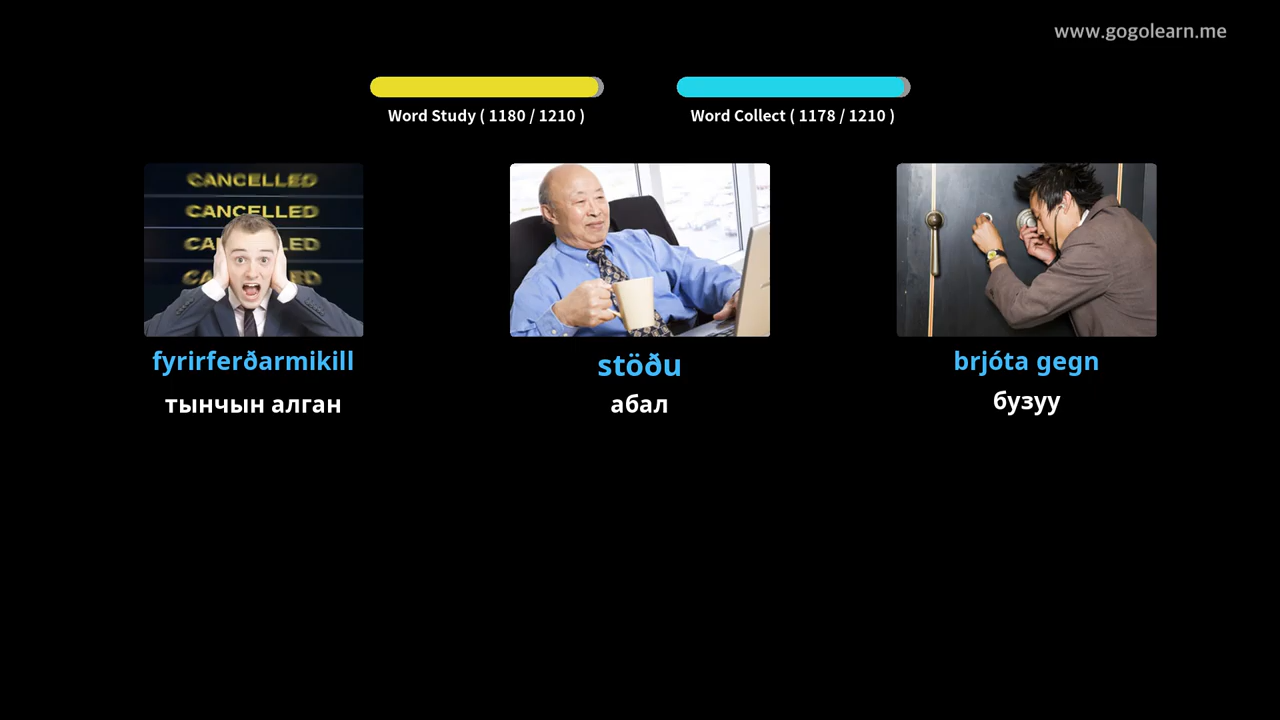 www.gogolearn.me
Word Study ( 1180 / 1210 )
Word Collect ( 1178 / 1210 )
CANCELLED
CANCELLED
fyrirferðarmikill
stöðu
brjóta gegn
тынчын алган
абал
бузуу